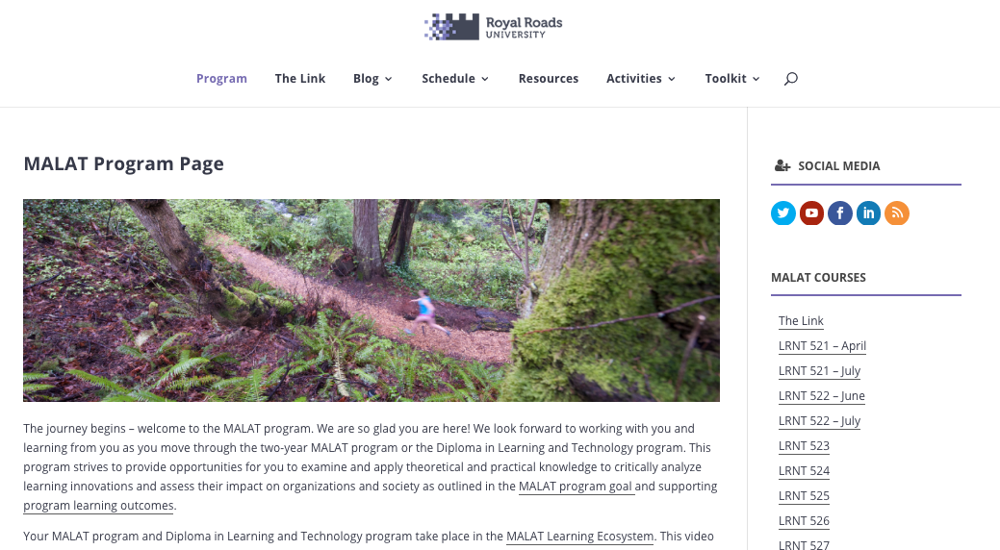 Royal Roads
UNIVERSITY
Program The Link Blog Schedule Resources Activities Toolkit
MALAT Program Page
The journey begins – welcome to the MALAT program. We are so glad you are here! We look forward to working with you and
learning from you as you move through the two-year MALAT program or the Diploma in Learning and Technology program. This
program strives to provide opportunities for you to examine and apply theoretical and practical knowledge to critically analyze
learning innovations and assess their impact on organizations and society as outlined in the MALAT program goal and supporting
program learning outcomes.
Your MALAT program and Diploma in Learning and Technology program take place in the MALAT Learning Ecosystem. This video
SOCIAL MEDIA
MALAT COURSES
The Link
LRNT 521 – April
LRNT 521 – July
LRNT 522 – June
LRNT 522 – July
LRNT 523
LRNT 524
LRNT 525
LRNT 526
LRNT 527